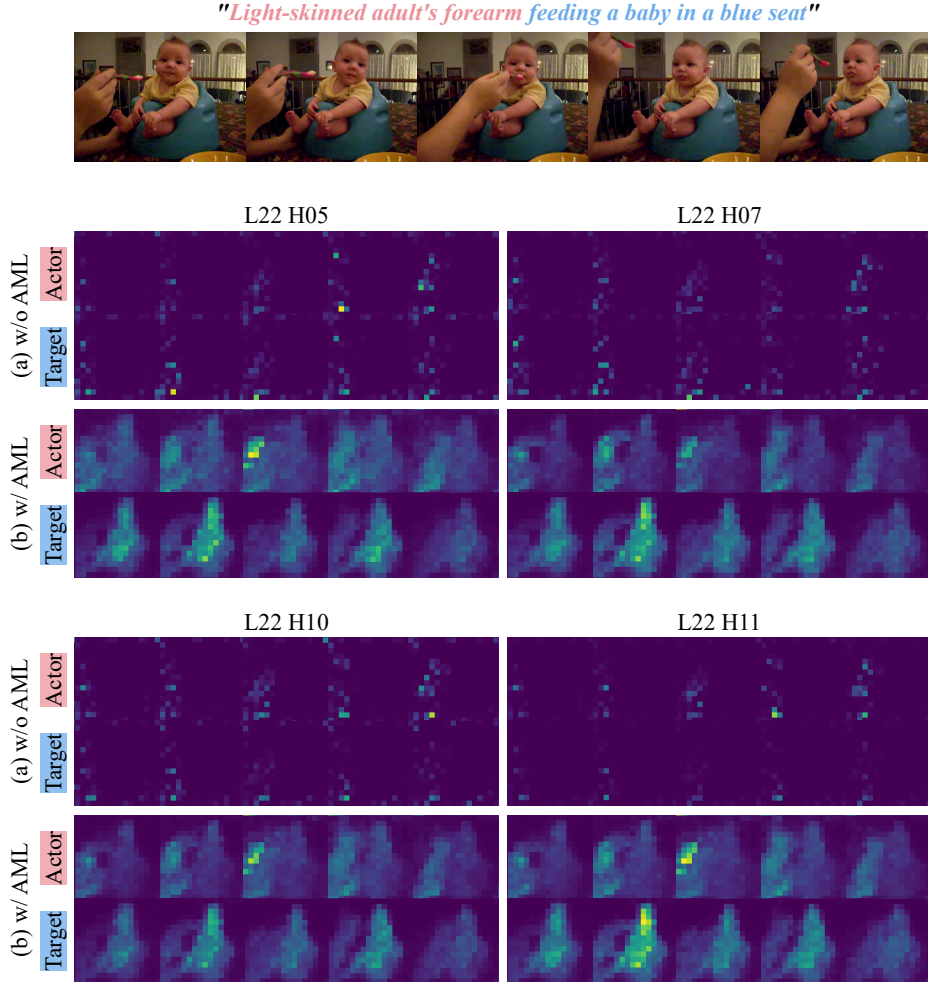 "Light-skinned adult's forearm feeding a baby in a blue seat"
L22 H05 L22 H07
(a) w/o AML
Actor
Target
(b) w/ AML
Actor
Target
L22 H10 L22 H11
(a) w/o AML
Actor
Target
(b) w/ AML
Actor
Target